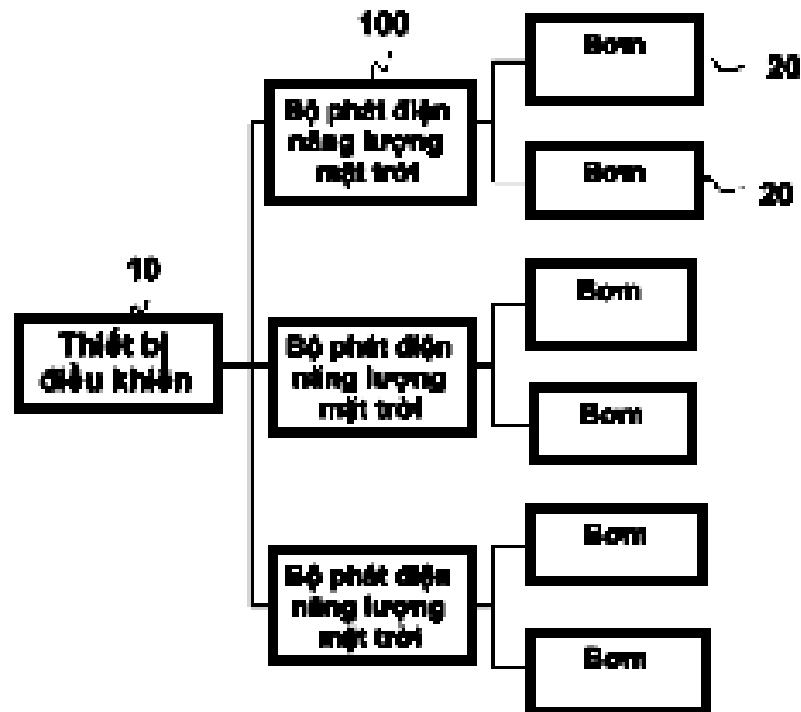 100
Bơm
20
Bộ phát điện
năng lượng
mặt trời
Bơm
20
10
Thiết bị
điều khiển
Bơm
Bộ phát điện
năng lượng
mặt trời
Bơm
Bơm
Bộ phát điện
năng lượng
mặt trời
Bơm